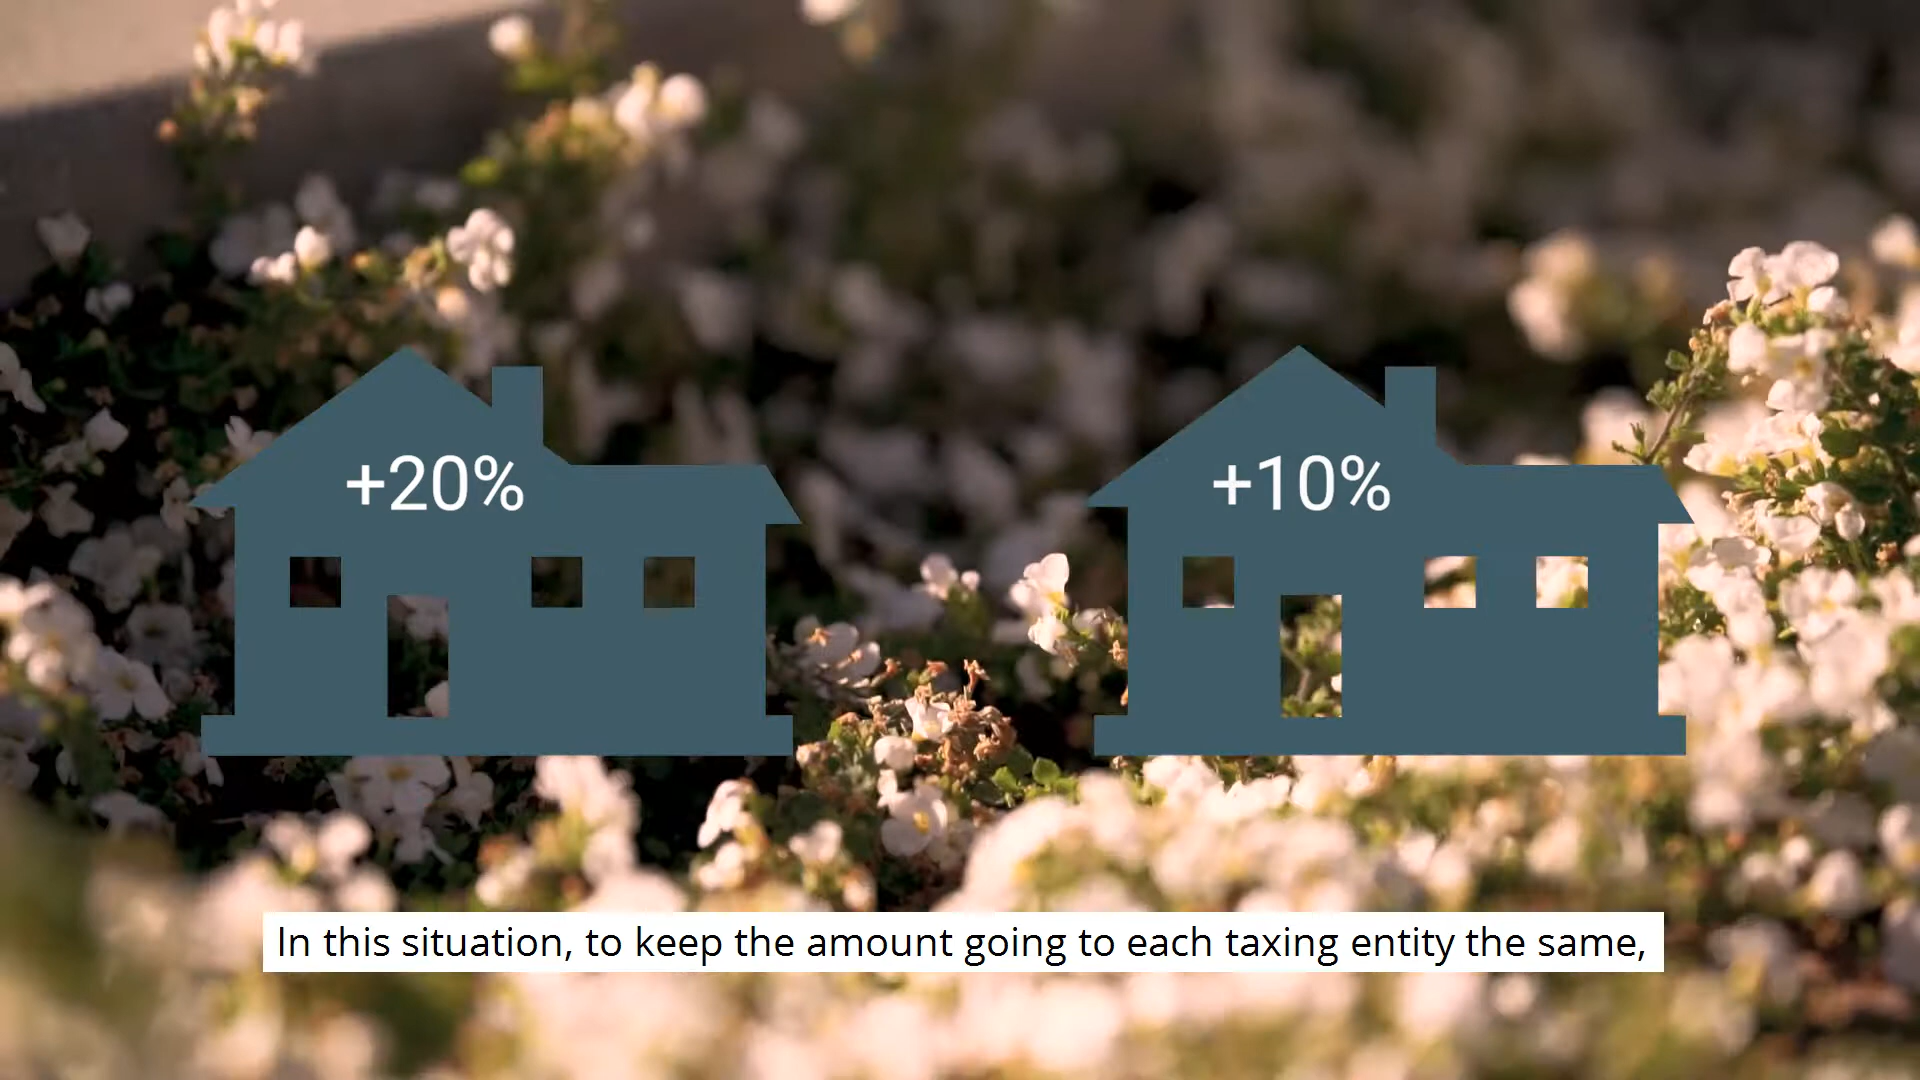 +20%
+10%
In this situation, to keep the amount going to each taxing entity the same,